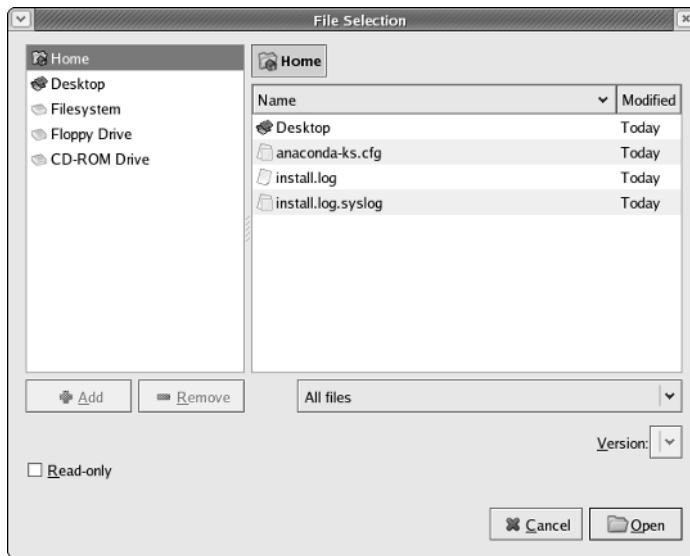 File Selection
Home
Desktop
Filesystem
Floppy Drive
CD-ROM Drive
Home
Name Modified
Desktop Today
anaconda-ks.cfg Today
install.log Today
install.log.syslog Today
Add Remove All files
Version:
Read-only
Cancel Open